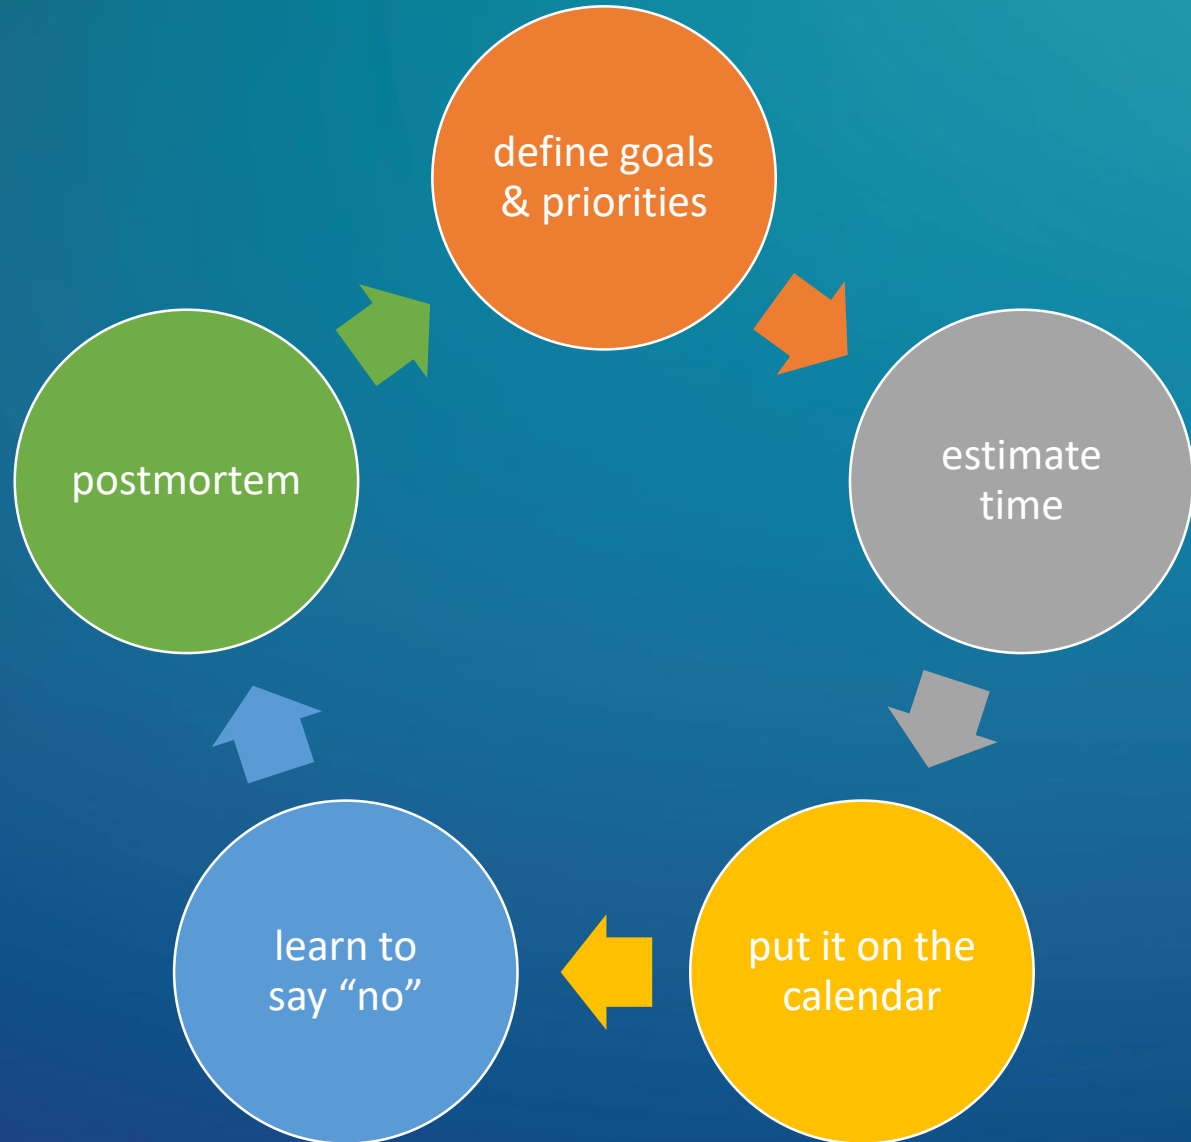 define goals
& priorities
estimate
time
put it on the
calendar
learn to
say “no”
postmortem